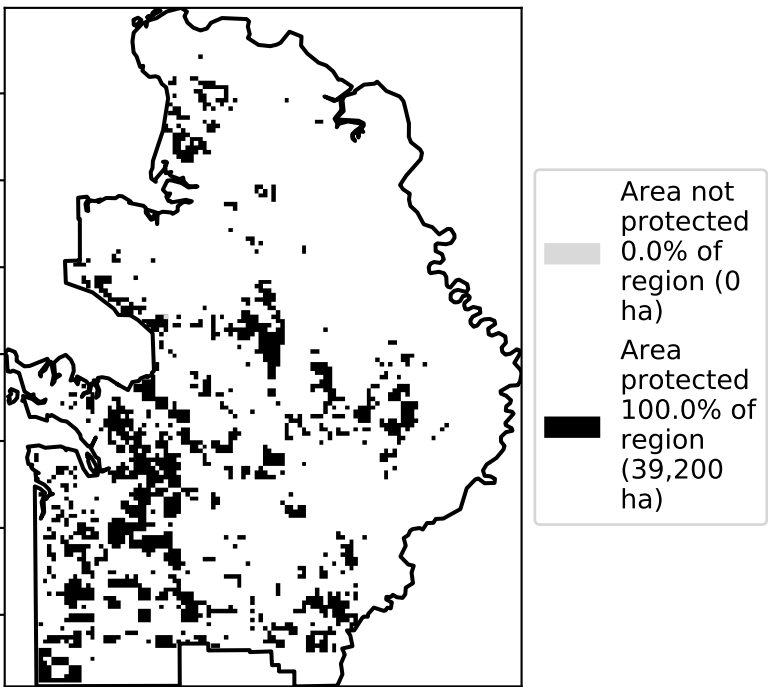 Area not
protected
0.0% of
region (0
ha)
Area
protected
100.0% of
region
(39,200
ha)